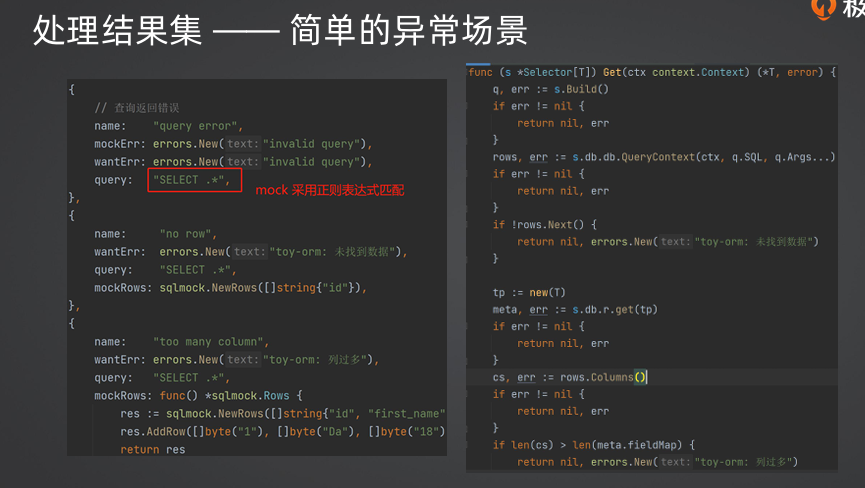 处理结果集 —— 简单的异常场景
极
{
// 查询返回错误
name: "query error",
mockErr: errors.New( text: "invalid query"),
wantErr: errors.New( text: "invalid query"),
query: "SELECT .*",
mock 采用正则表达式匹配
},
{
name: "no row",
wantErr: errors.New( text: "toy-orm: 未找到数据"),
query: "SELECT .*",
mockRows: sqlmock.NewRows([]string{"id"}),
},
{
name: "too many column",
wantErr: errors.New( text: "toy-orm: 列过多"),
query: "SELECT .*",
mockRows: func() *sqlmock.Rows {
res := sqlmock.NewRows([]string{"id", "first_name"
res.AddRow([]byte("1"), []byte("Da"), []byte("18")
return res
func (s *Selector[T]) Get(ctx context.Context) (*T, error) {
q, err := s.Build()
if err != nil {
return nil, err
}
rows, err := s.db.db.QueryContext(ctx, q.SQL, q.Args...)
if err != nil {
return nil, err
}
if !rows.Next() {
return nil, errors.New( text: "toy-orm: 未找到数据")
}
tp := new(T)
meta, err := s.db.r.get(tp)
if err != nil {
return nil, err
}
cs, err := rows.Columns()
if err != nil {
return nil, err
}
if len(cs) > len(meta.fieldMap) {
return nil, errors.New( text: "toy-orm: 列过多")